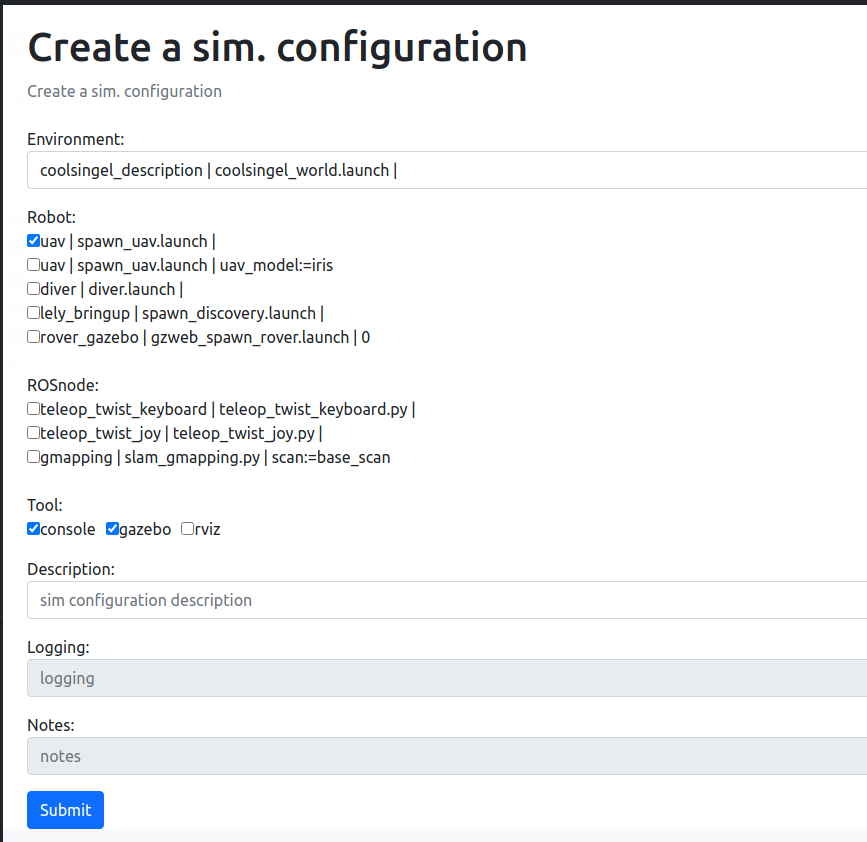 Create a sim. configuration
Create a sim. configuration
Environment:
coolsingel_description | coolsingel_world.launch |
Robot:
uav | spawn_uav.launch |
uav | spawn_uav.launch | uav_model:=iris
diver | diver.launch |
lely_bringup | spawn_discovery.launch |
rover_gazebo | gzweb_spawn_rover.launch | 0
ROSnode:
teleop_twist_keyboard | teleop_twist_keyboard.py |
teleop_twist_joy | teleop_twist_joy.py |
gmapping | slam_gmapping.py | scan:=base_scan
Tool:
console gazebo rviz
Description:
sim configuration description
Logging:
logging
Notes:
notes
Submit